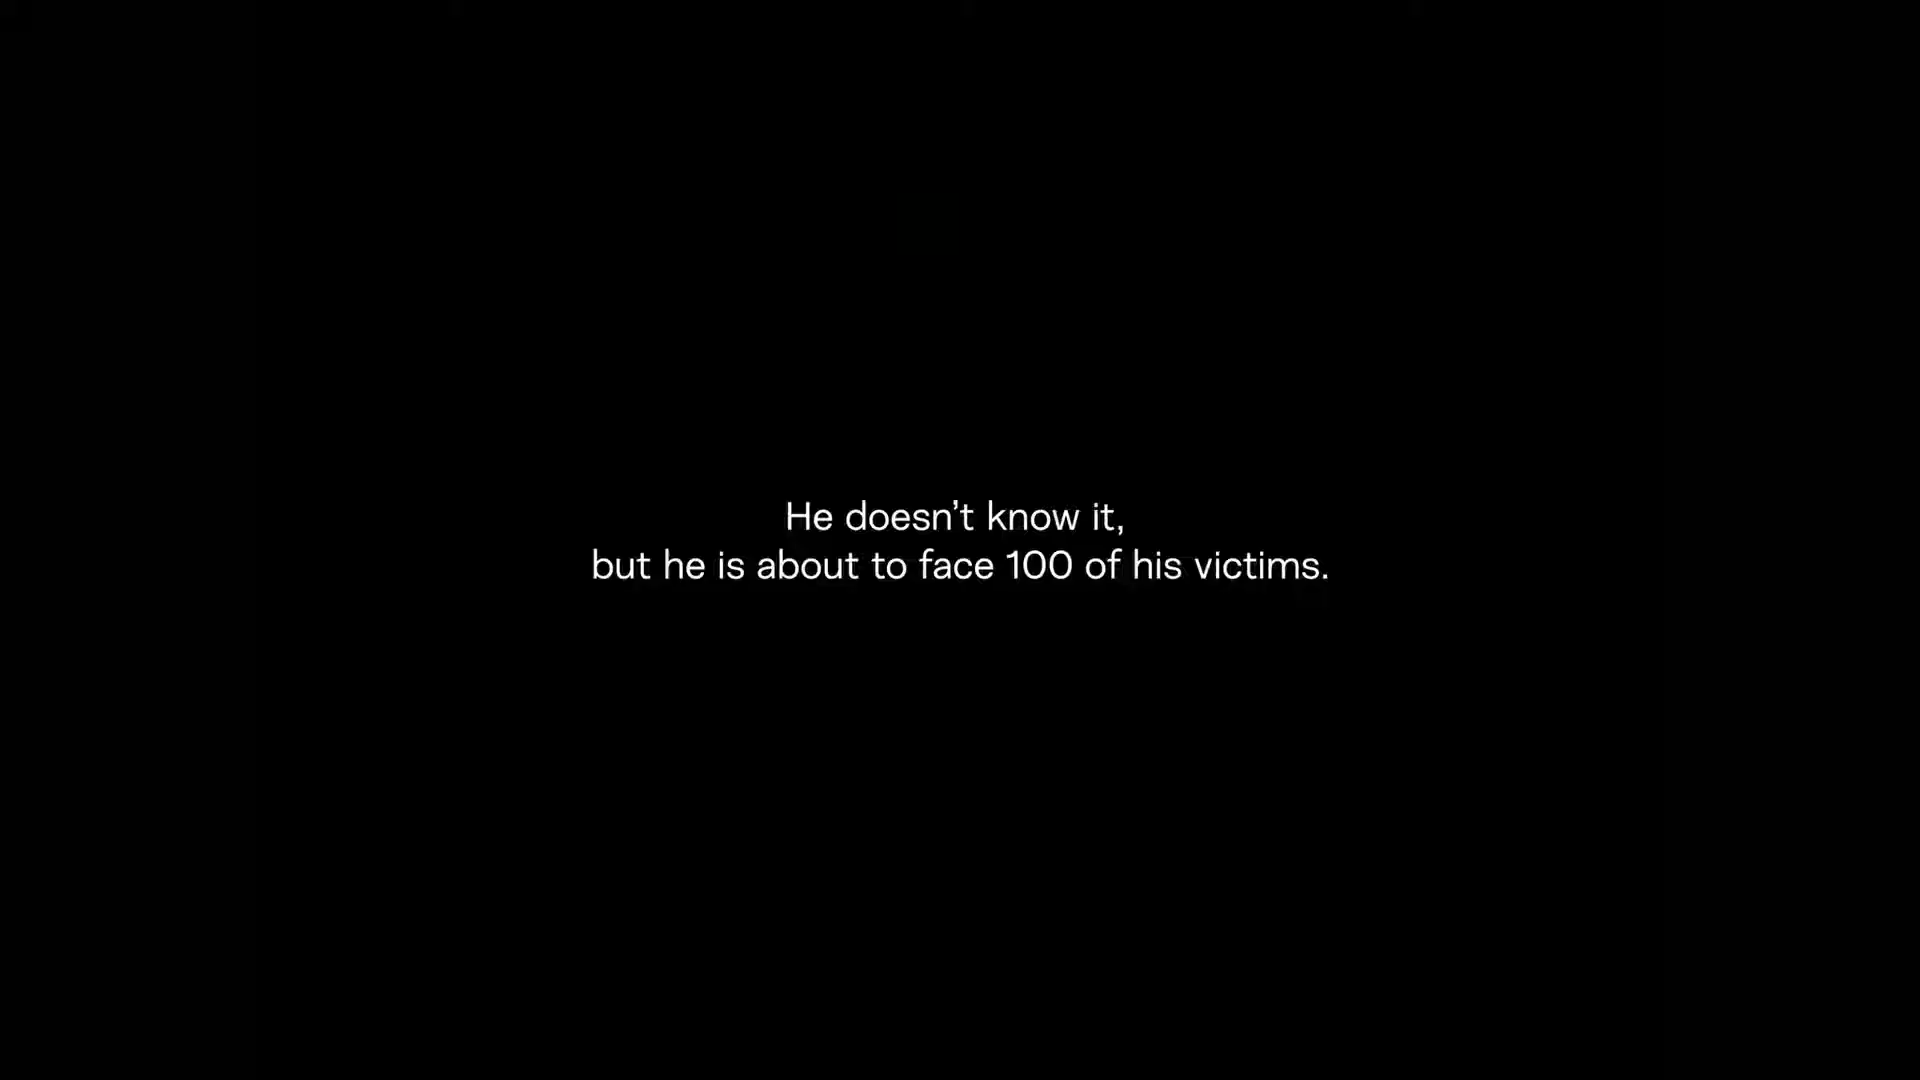 He doesn’t know it,
but he is about to face 100 of his victims.